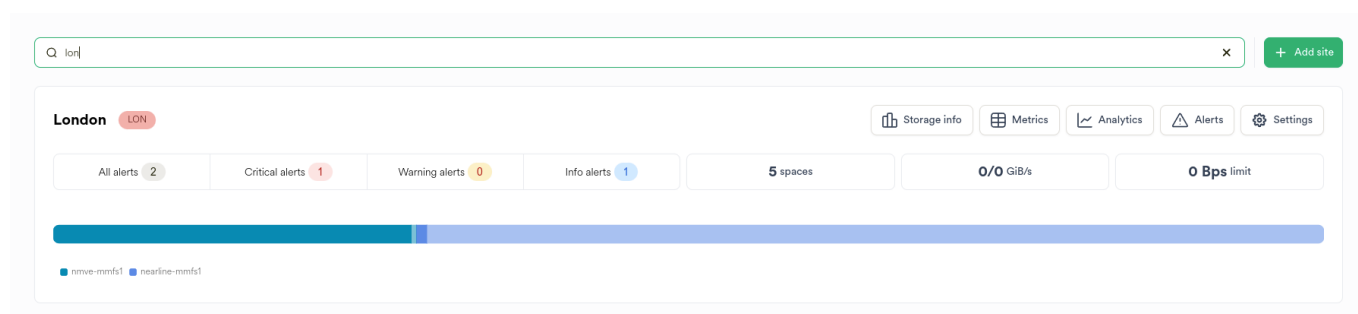 lon
+ Add site
London LON
Storage info
Metrics
Analytics
Alerts
Settings
All alerts 2
Critical alerts 1
Warning alerts 0
Info alerts 1
5 spaces
0/0 GiB/s
0 Bps limit
nmve-mmfs1
nearline-mmfs1